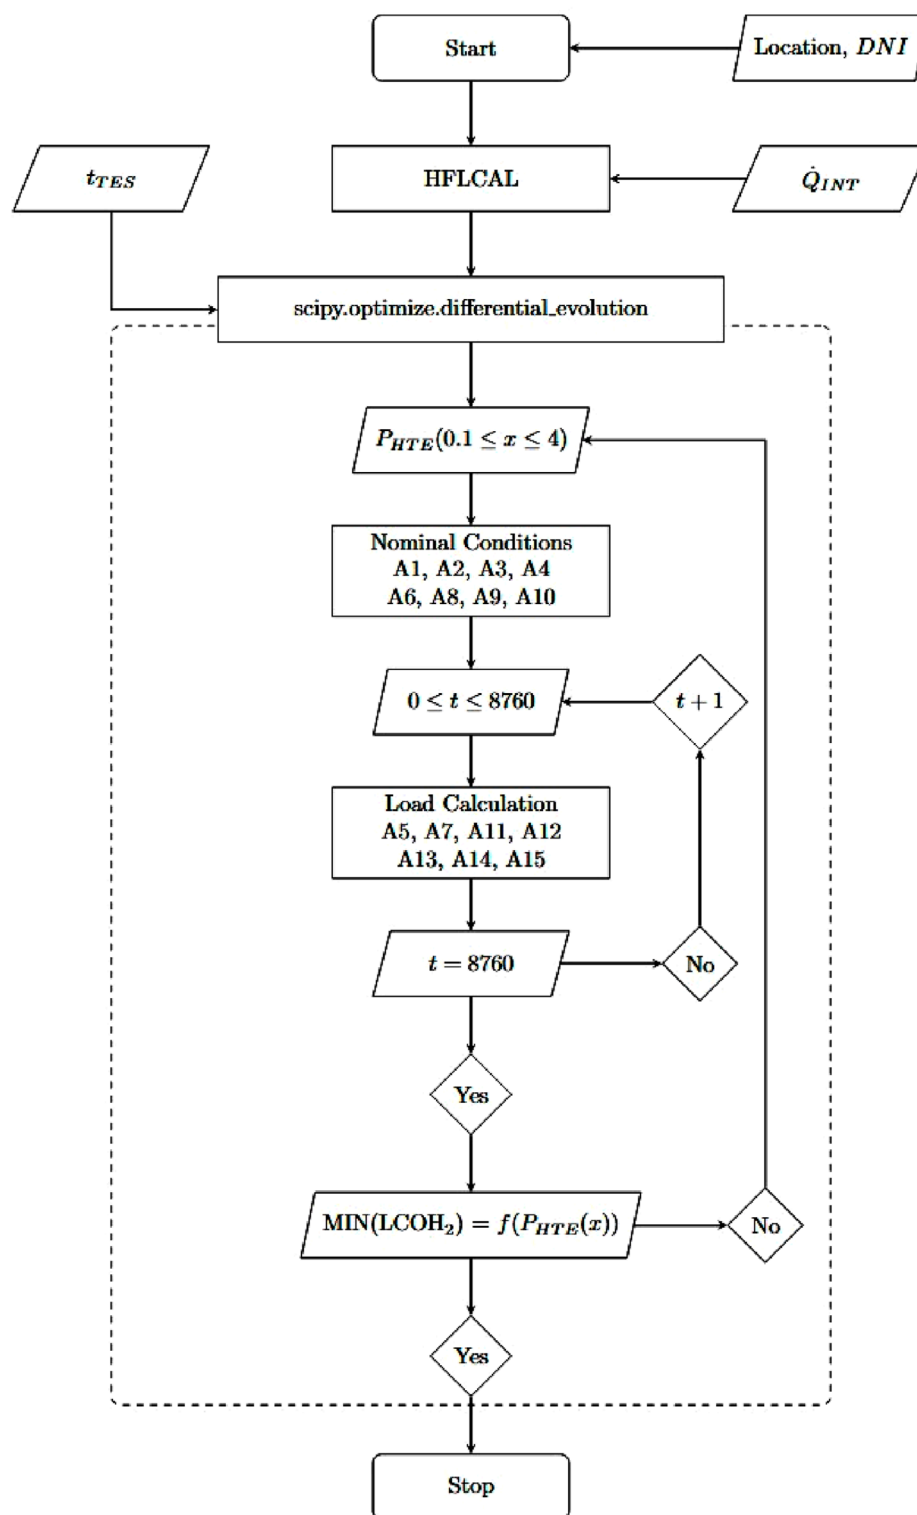 Start
Location, DNI
t_TES
HFLCAL
Q̇_INT
scipy.optimize.differential_evolution
P_HTE(0.1 ≤ x ≤ 4)
Nominal Conditions
A1, A2, A3, A4
A6, A8, A9, A10
0 ≤ t ≤ 8760
t + 1
Load Calculation
A5, A7, A11, A12
A13, A14, A15
t = 8760
No
Yes
MIN(LCOH₂) = f(P_HTE(x))
No
Yes
Stop